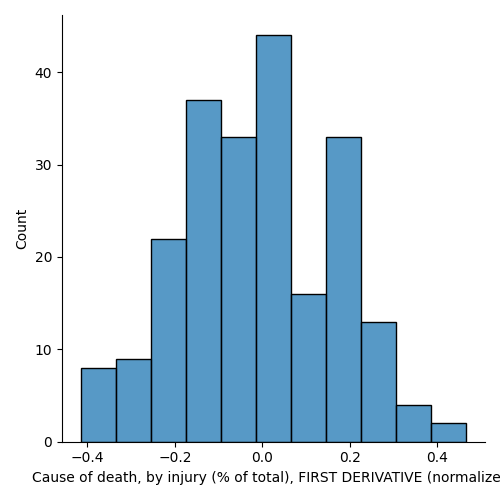 40
30
20
10
0
Count
−0.4 −0.2 0.0 0.2 0.4
Cause of death, by injury (% of total), FIRST DERIVATIVE (normalize